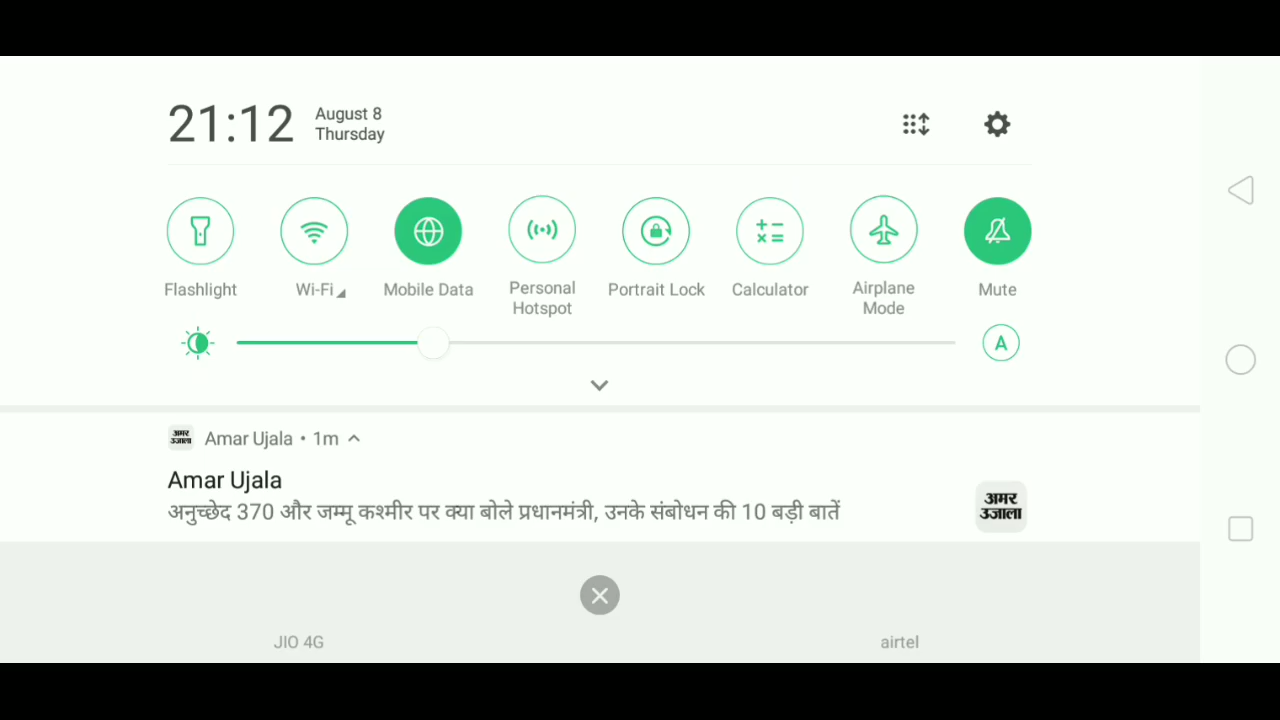 21:12
August 8
Thursday
Flashlight
Wi-Fi
Mobile Data
Personal
Hotspot
Portrait Lock
Calculator
Airplane
Mode
Mute
A
अमर
उजाला
Amar Ujala • 1m
Amar Ujala
अनुच्छेद 370 और जम्मू कश्मीर पर क्या बोले प्रधानमंत्री, उनके संबोधन की 10 बड़ी बातें
अमर
उजाला
JIO 4G
airtel